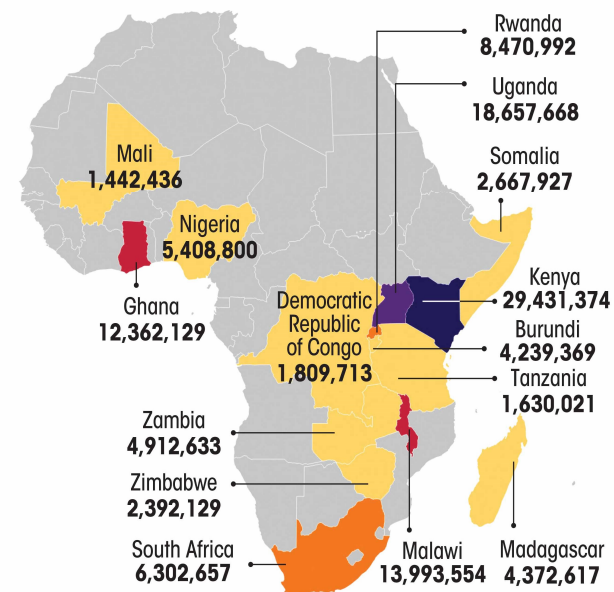 Rwanda
8,470,992
Uganda
18,657,668
Somalia
2,667,927
Mali
1,442,436
Nigeria
5,408,800
Ghana
12,362,129
Democratic
Republic
of Congo
1,809,713
Kenya
29,431,374
Burundi
4,239,369
Tanzania
1,630,021
Zambia
4,912,633
Zimbabwe
2,392,129
South Africa
6,302,657
Malawi
13,993,554
Madagascar
4,372,617